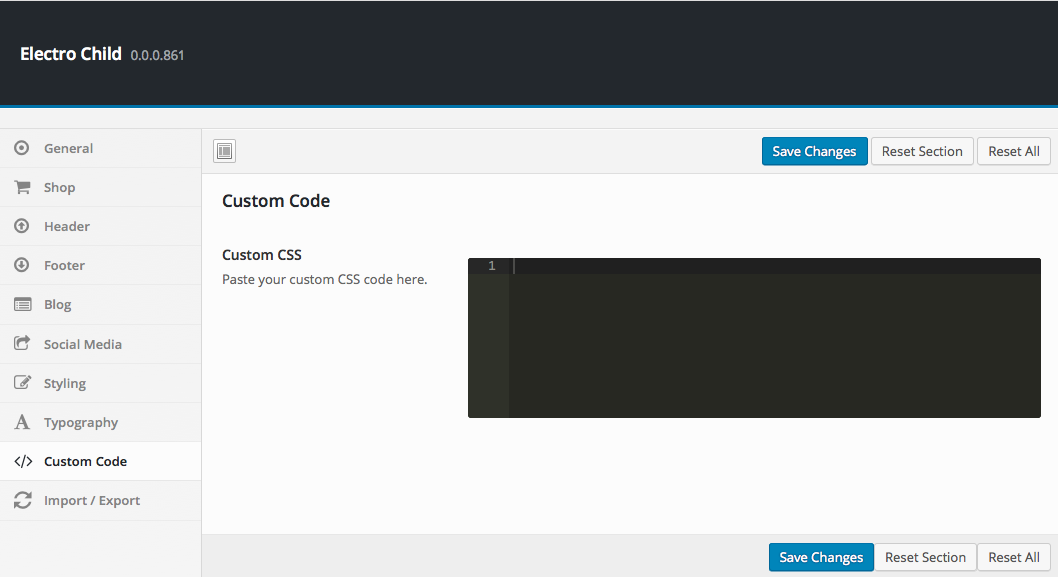 Electro Child 0.0.0.861
General
Shop
Header
Footer
Blog
Social Media
Styling
Typography
Custom Code
Import / Export
Save Changes Reset Section Reset All
Custom Code
Custom CSS
Paste your custom CSS code here.
1
Save Changes Reset Section Reset All